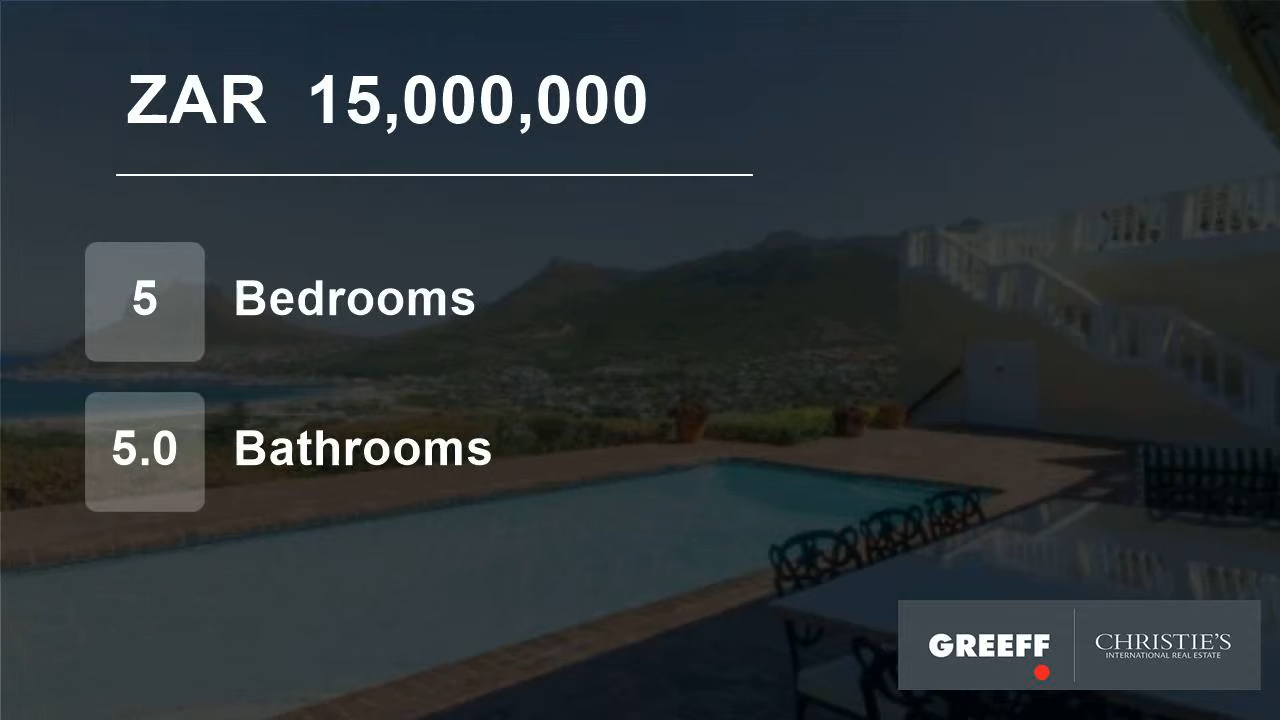 ZAR 15,000,000
5 Bedrooms
5.0 Bathrooms
GREEFF
CHRISTIE'S
INTERNATIONAL REAL ESTATE